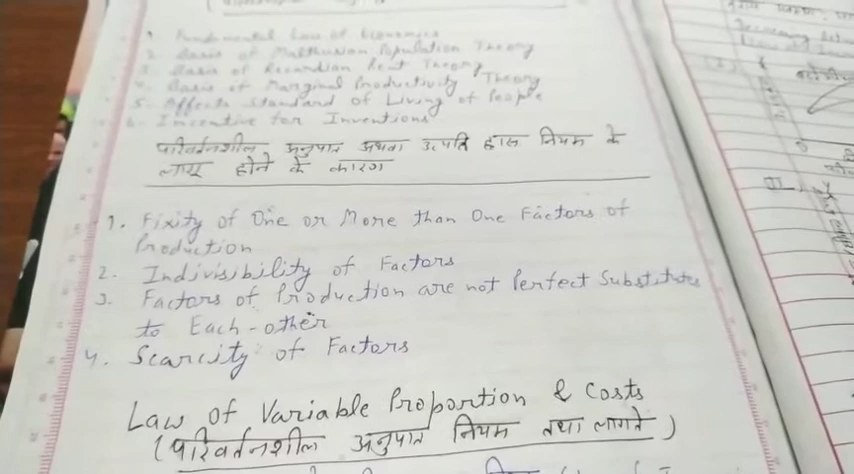 1. Fundamental Law of Economics
2. Basis of Malthusian Population Theory
3. Basis of Recardian Rent Theory
4. Basis of Marginal Productivity Theory
5. Affects Standard of Living of People
6. Incentive for Inventions
परिवर्तनशील अनुपात अथवा उत्पति ह्रास नियम के
लागू होने के कारण
1. Fixity of One or More than One Factors of
Production
2. Indivisibility of Factors
3. Factors of Production are not Perfect Substitutes
to Each-other
4. Scarcity of Factors
Law of Variable Proportion & Costs
(परिवर्तनशील अनुपात नियम तथा लागतें)